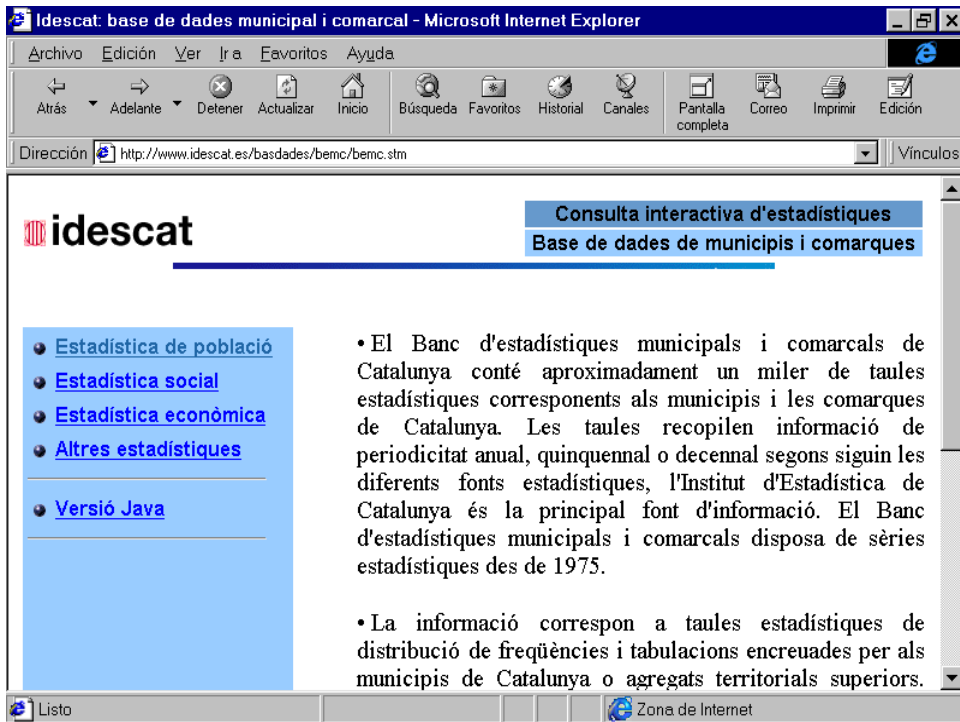 Idescat: base de dades municipal i comarcal - Microsoft Internet Explorer
Archivo Edición Ver Ir a Favoritos Ayuda
Atrás Adelante Detener Actualizar Inicio Búsqueda Favoritos Historial Canales Pantalla completa Correo Imprimir Edición
Dirección http://www.idescat.es/basdades/bemc/bemc.stm Vínculos
idescat
Consulta interactiva d'estadístiques
Base de dades de municipis i comarques
Estadística de població
Estadística social
Estadística econòmica
Altres estadístiques
Versió Java
• El Banc d'estadístiques municipals i comarcals de
Catalunya conté aproximadament un miler de taules
estadístiques corresponents als municipis i les comarques
de Catalunya. Les taules recopilen informació de
periodicitat anual, quinquennal o decennal segons siguin les
diferents fonts estadístiques, l'Institut d'Estadística de
Catalunya és la principal font d'informació. El Banc
d'estadístiques municipals i comarcals disposa de sèries
estadístiques des de 1975.
• La informació correspon a taules estadístiques de
distribució de freqüències i tabulacions encreuades per als
municipis de Catalunya o agregats territorials superiors.
Listo Zona de Internet